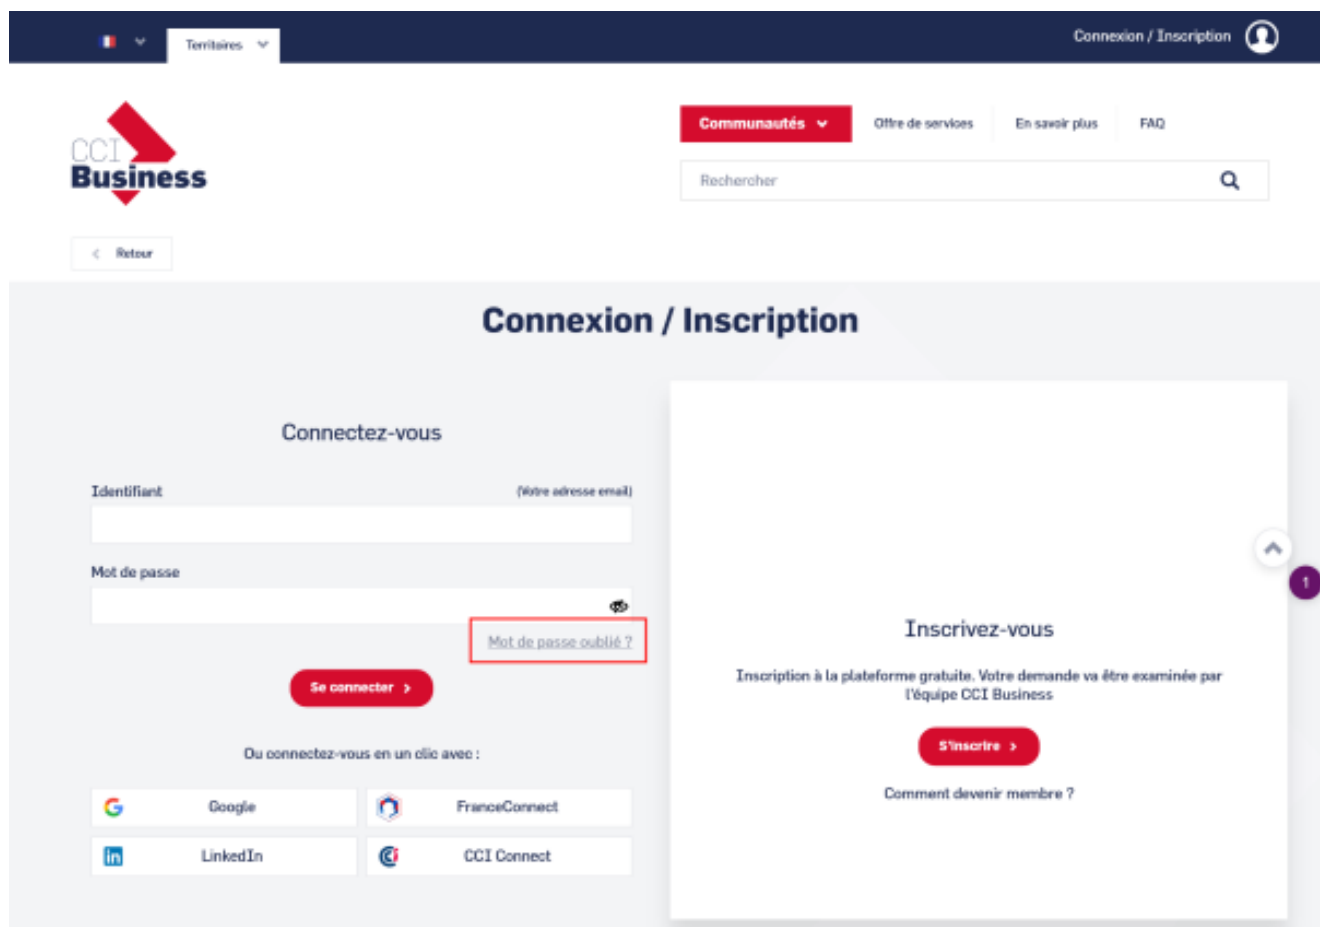 Territoires
Connexion / Inscription
CCI
Business
Communautés
Offre de services
En savoir plus
FAQ
Rechercher
Retour
Connexion / Inscription
Connectez-vous
Identifiant
(Votre adresse email)
Mot de passe
Mot de passe oublié ?
Se connecter >
Ou connectez-vous en un clic avec :
Google
FranceConnect
LinkedIn
CCI Connect
Inscrivez-vous
Inscription à la plateforme gratuite. Votre demande va être examinée par
l'équipe CCI Business
S'inscrire >
Comment devenir membre ?
1